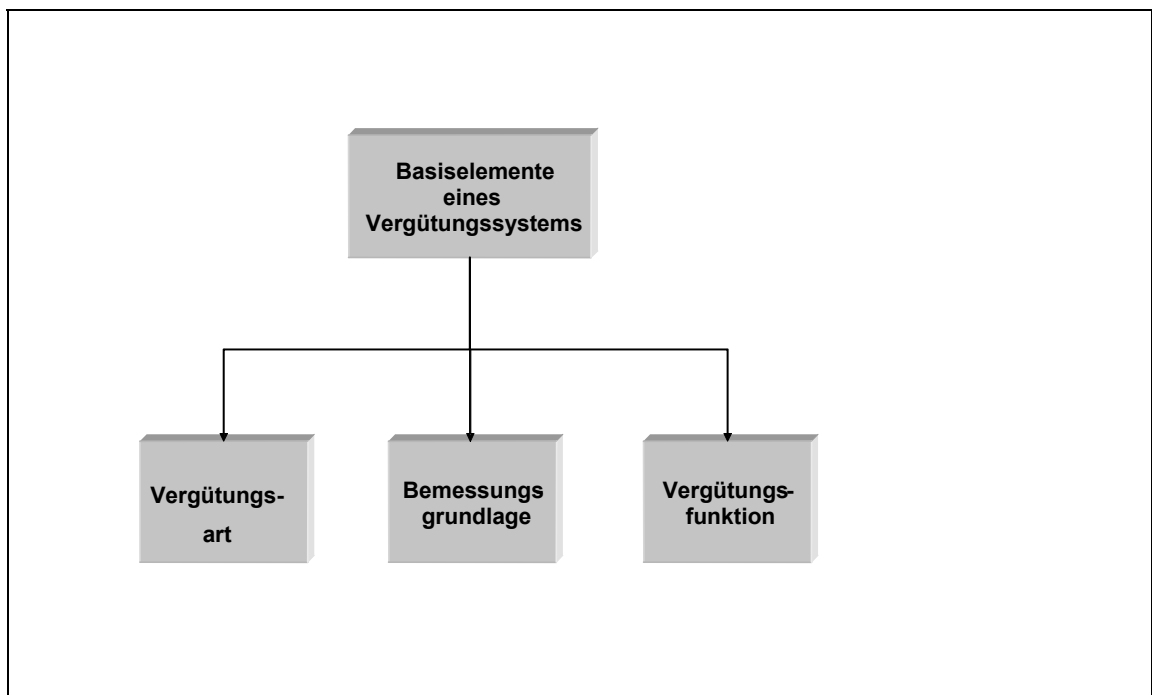 Basiselemente
eines
Vergütungssystems
Vergütungs-
art
Bemessungs
grundlage
Vergütungs-
funktion